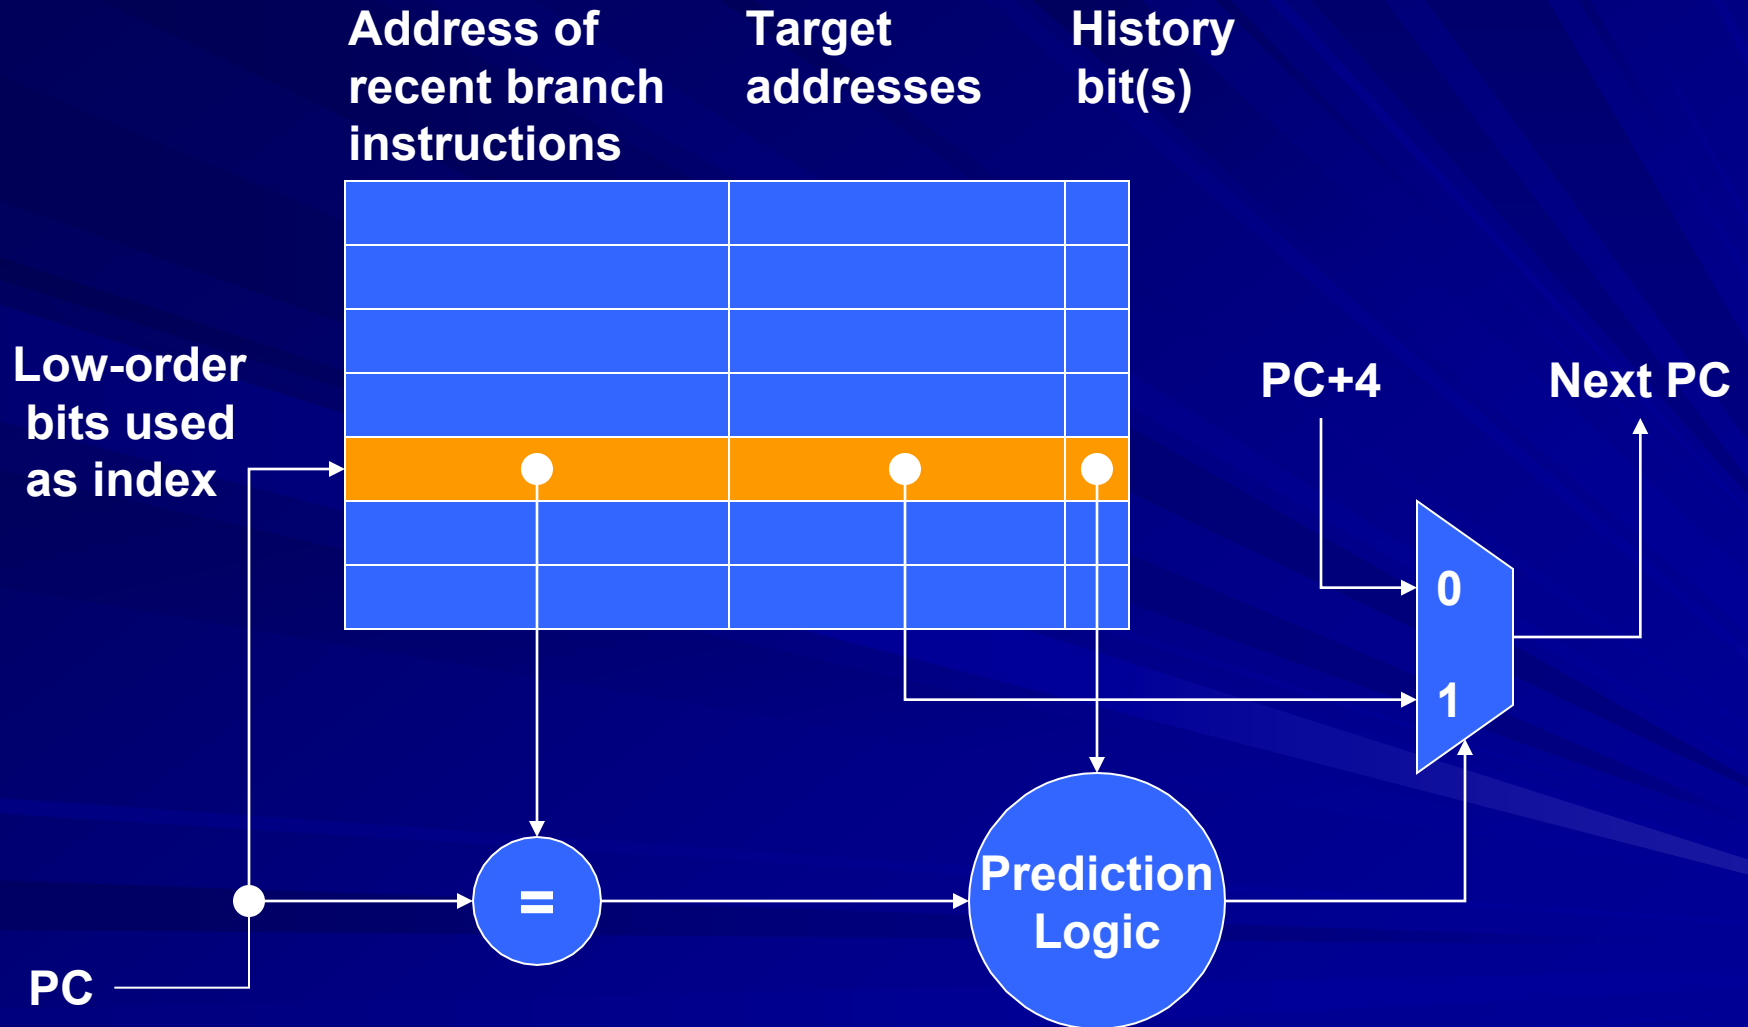 Address of
recent branch
instructions
Target
addresses
History
bit(s)
Low-order
bits used
as index
PC+4
Next PC
0
1
=
Prediction
Logic
PC